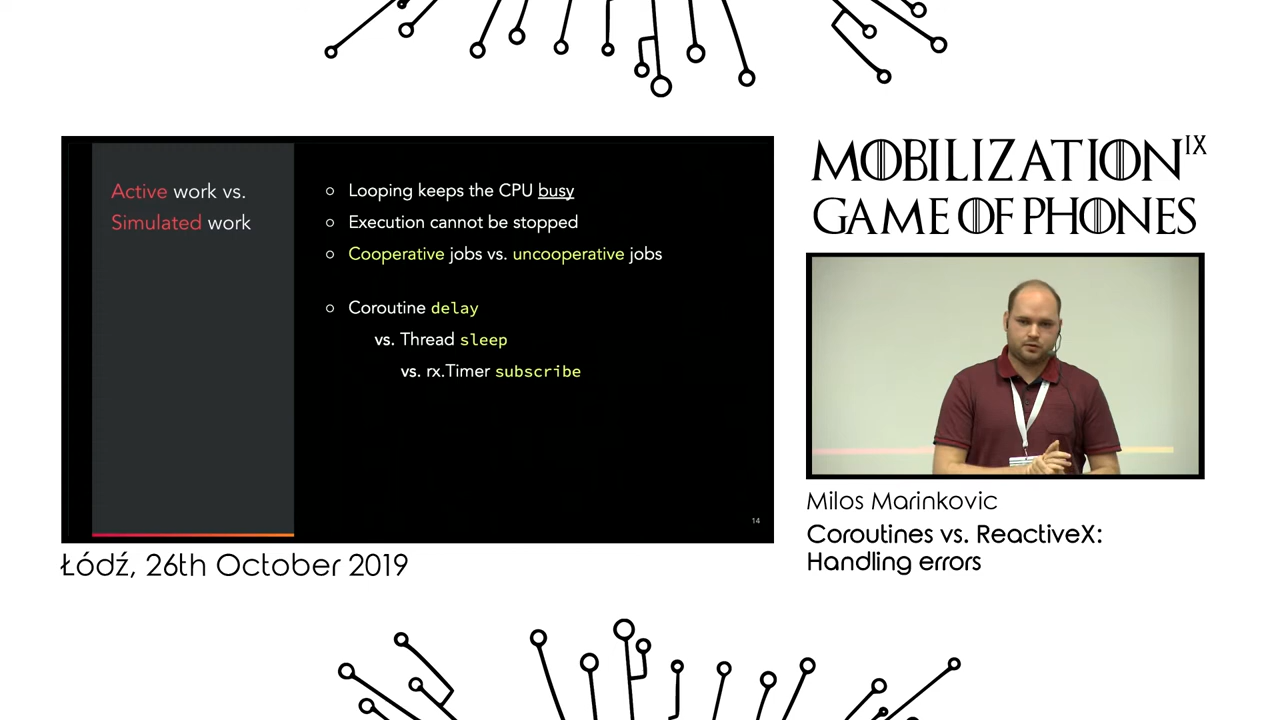 Active work vs.
Simulated work
Looping keeps the CPU busy
Execution cannot be stopped
Cooperative jobs vs. uncooperative jobs
Coroutine delay
vs. Thread sleep
vs. rx.Timer subscribe
14
Łódź, 26th October 2019
MOBILIZATION IX
GAME OF PHONES
Milos Marinkovic
Coroutines vs. ReactiveX:
Handling errors